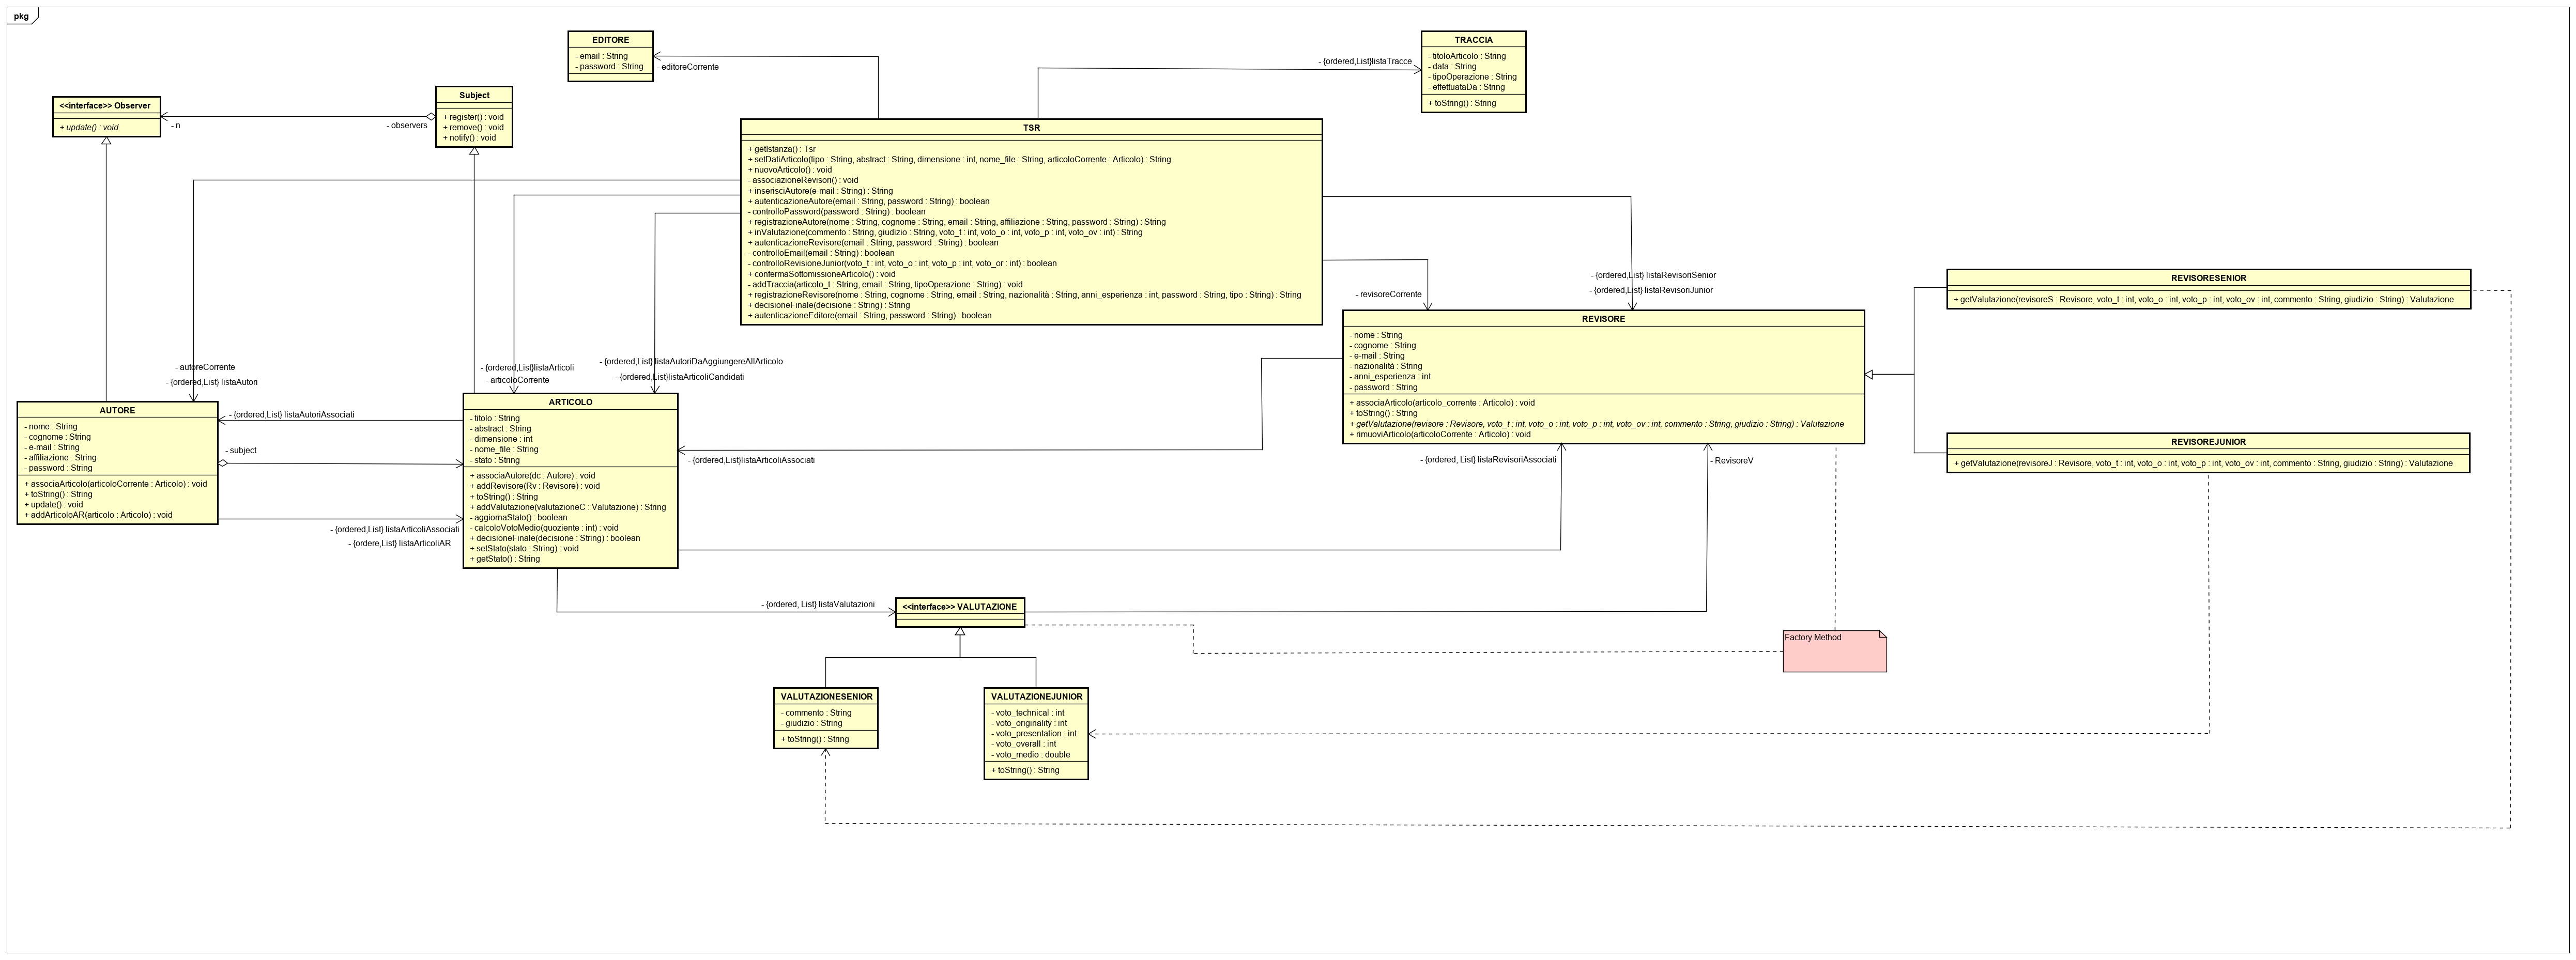 pkg
EDITORE
- email : String
- password : String
- editoreCorrente
TRACCIA
- titoloArticolo : String
- data : String
- tipoOperazione : String
- effettuataDa : String
+ toString() : String
- {ordered,List}listaTracce
<<interface>> Observer
+ update() : void
- n
- observers
Subject
+ register() : void
+ remove() : void
+ notify() : void
TSR
+ getIstanza() : Tsr
+ setDatiArticolo(tipo : String, abstract : String, dimensione : int, nome_file : String, articoloCorrente : Articolo) : String
+ nuovoArticolo() : void
- associazioneRevisori() : void
+ inserisciAutore(e-mail : String) : String
+ autenticazioneAutore(email : String, password : String) : boolean
- controlloPassword(password : String) : boolean
+ registrazioneAutore(nome : String, cognome : String, email : String, affiliazione : String, password : String) : String
+ inValutazione(commento : String, giudizio : String, voto_t : int, voto_o : int, voto_p : int, voto_ov : int) : String
+ autenticazioneRevisore(email : String, password : String) : boolean
- controlloEmail(email : String) : boolean
- controlloRevisioneJunior(voto_t : int, voto_o : int, voto_p : int, voto_or : int) : boolean
+ confermaSottomissioneArticolo() : void
- addTraccia(articolo_t : String, email : String, tipoOperazione : String) : void
+ registrazioneRevisore(nome : String, cognome : String, email : String, nazionalità : String, anni_esperienza : int, password : String, tipo : String) : String
+ decisioneFinale(decisione : String) : String
+ autenticazioneEditore(email : String, password : String) : boolean
- {ordered,List} listaRevisoriSenior
- {ordered,List} listaRevisoriJunior
- revisoreCorrente
REVISORESENIOR
+ getValutazione(revisoreS : Revisore, voto_t : int, voto_o : int, voto_p : int, voto_ov : int, commento : String, giudizio : String) : Valutazione
REVISORE
- nome : String
- cognome : String
- e-mail : String
- nazionalità : String
- anni_esperienza : int
- password : String
+ associaArticolo(articolo_corrente : Articolo) : void
+ toString() : String
+ getValutazione(revisore : Revisore, voto_t : int, voto_o : int, voto_p : int, voto_ov : int, commento : String, giudizio : String) : Valutazione
+ rimuoviArticolo(articoloCorrente : Articolo) : void
REVISOREJUNIOR
+ getValutazione(revisoreJ : Revisore, voto_t : int, voto_o : int, voto_p : int, voto_ov : int, commento : String, giudizio : String) : Valutazione
- autoreCorrente
- {ordered,List} listaAutori
- {ordered,List}listaArticoli
- articoloCorrente
- {ordered,List} listaAutoriDaAggiungereAllArticolo
- {ordered,List}listaArticoliCandidati
AUTORE
- nome : String
- cognome : String
- e-mail : String
- affiliazione : String
- password : String
+ associaArticolo(articoloCorrente : Articolo) : void
+ toString() : String
+ update() : void
+ addArticoloAR(articolo : Articolo) : void
- {ordered,List} listaAutoriAssociati
- subject
- {ordered,List} listaArticoliAssociati
- {ordere,List} listaArticoliAR
ARTICOLO
- titolo : String
- abstract : String
- dimensione : int
- nome_file : String
- stato : String
+ associaAutore(dc : Autore) : void
+ addRevisore(Rv : Revisore) : void
+ toString() : String
+ addValutazione(valutazioneC : Valutazione) : String
- aggiornaStato() : boolean
- calcoloVotoMedio(quoziente : int) : void
+ decisioneFinale(decisione : String) : boolean
+ setStato(stato : String) : void
+ getStato() : String
- {ordered,List}listaArticoliAssociati
- {ordered, List} listaRevisoriAssociati
- RevisoreV
- {ordered, List} listaValutazioni
<<interface>> VALUTAZIONE
Factory Method
VALUTAZIONESENIOR
- commento : String
- giudizio : String
+ toString() : String
VALUTAZIONEJUNIOR
- voto_technical : int
- voto_originality : int
- voto_presentation : int
- voto_overall : int
- voto_medio : double
+ toString() : String